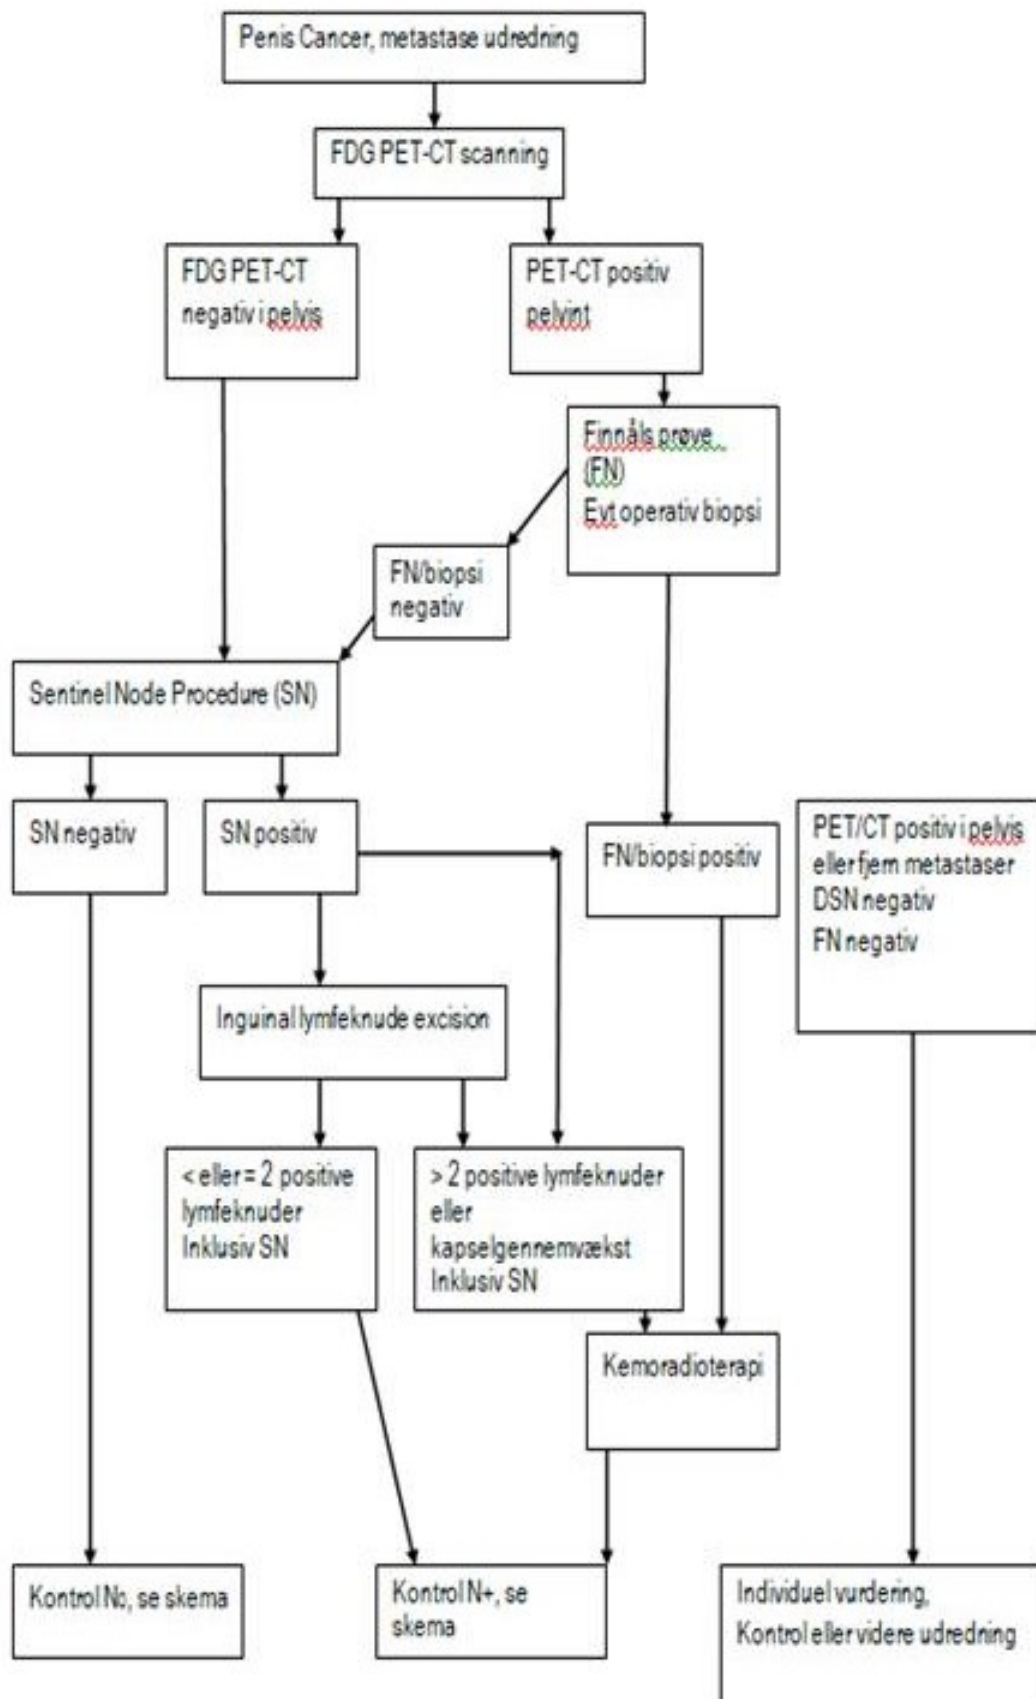 Penis Cancer, metastase udredning
FDG PET-CT scanning
FDG PET-CT
negativ i pelvis
PET-CT positiv
pelvint
Finnåls prøve
(FN)
Evt operativ biopsi
FN/biopsi
negativ
Sentinel Node Procedure (SN)
SN negativ
SN positiv
FN/biopsi positiv
PET/CT positiv i pelvis
eller fjern metastaser
DSN negativ
FN negativ
Inguinal lymfeknude excision
< eller = 2 positive
lymfeknuder
Inklusiv SN
> 2 positive lymfeknuder
eller
kapselgennemvækst
Inklusiv SN
Kemoradioterapi
Kontrol N0, se skema
Kontrol N+, se
skema
Individuel vurdering,
Kontrol eller videre udredning